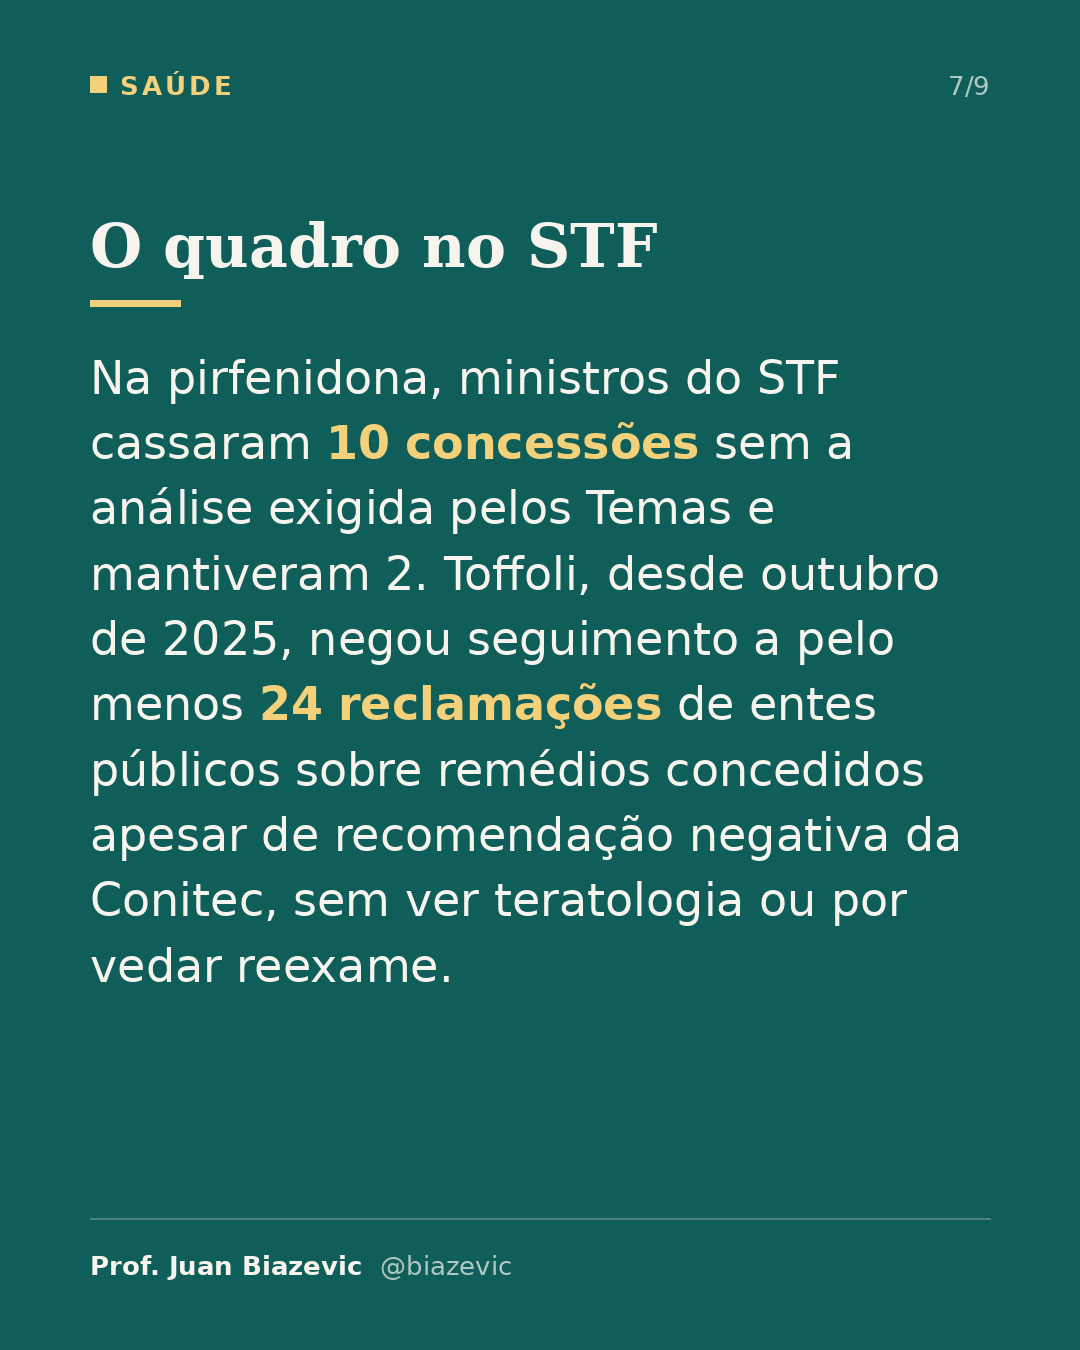 SAÚDE
7/9
O quadro no STF
Na pirfenidona, ministros do STF
cassaram 10 concessões sem a
análise exigida pelos Temas e
mantiveram 2. Toffoli, desde outubro
de 2025, negou seguimento a pelo
menos 24 reclamações de entes
públicos sobre remédios concedidos
apesar de recomendação negativa da
Conitec, sem ver teratologia ou por
vedar reexame.
Prof. Juan Biazevic @biazevic